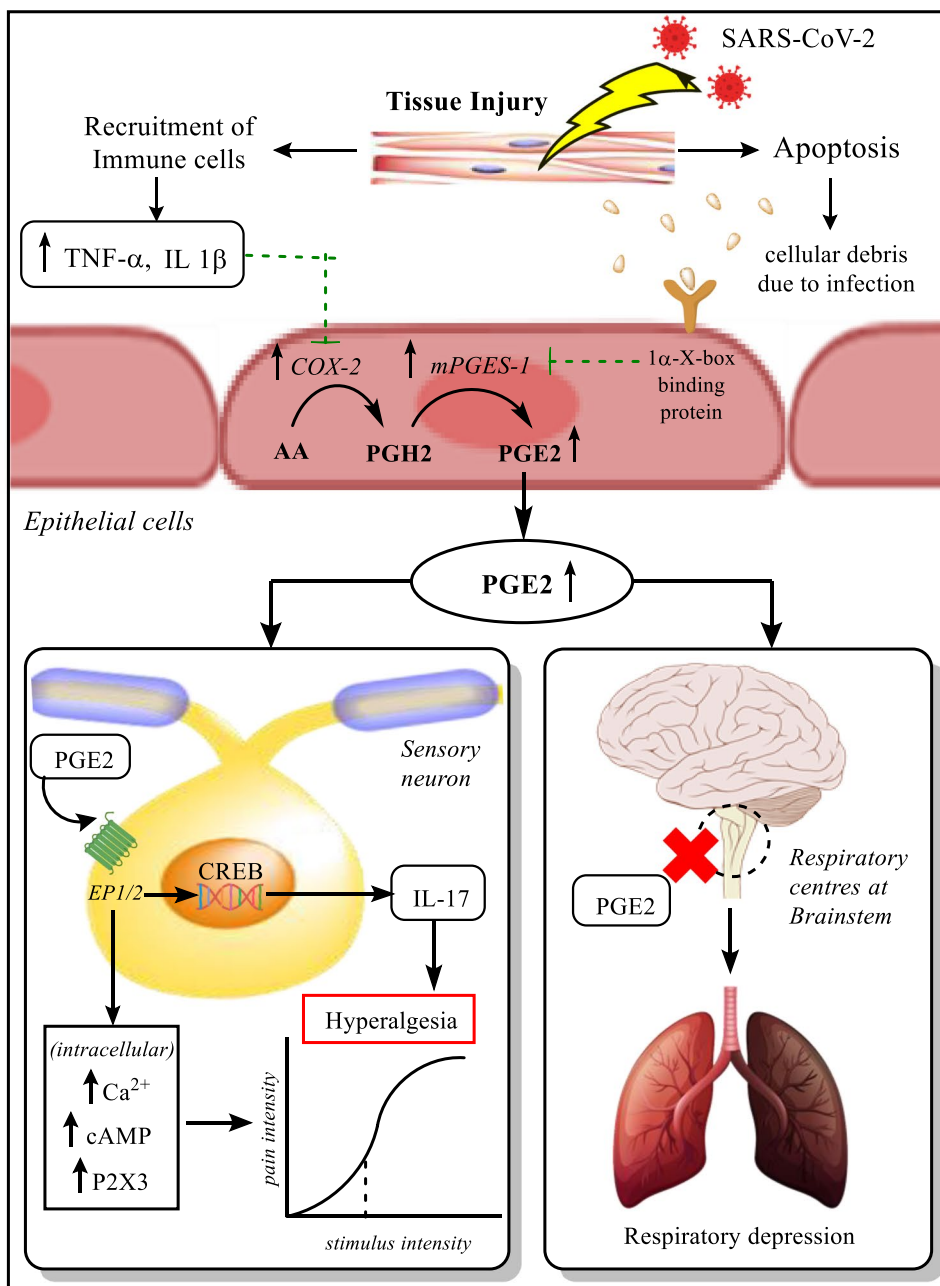 SARS-CoV-2
Tissue Injury
Recruitment of
Immune cells
Apoptosis
TNF-α, IL 1β
cellular debris
due to infection
COX-2
mPGES-1
1α-X-box
binding
protein
AA
PGH2
PGE2
Epithelial cells
PGE2
PGE2
Sensory
neuron
CREB
EP1/2
IL-17
Hyperalgesia
(intracellular)
Ca²⁺
cAMP
P2X3
pain intensity
stimulus intensity
PGE2
Respiratory
centres at
Brainstem
Respiratory depression